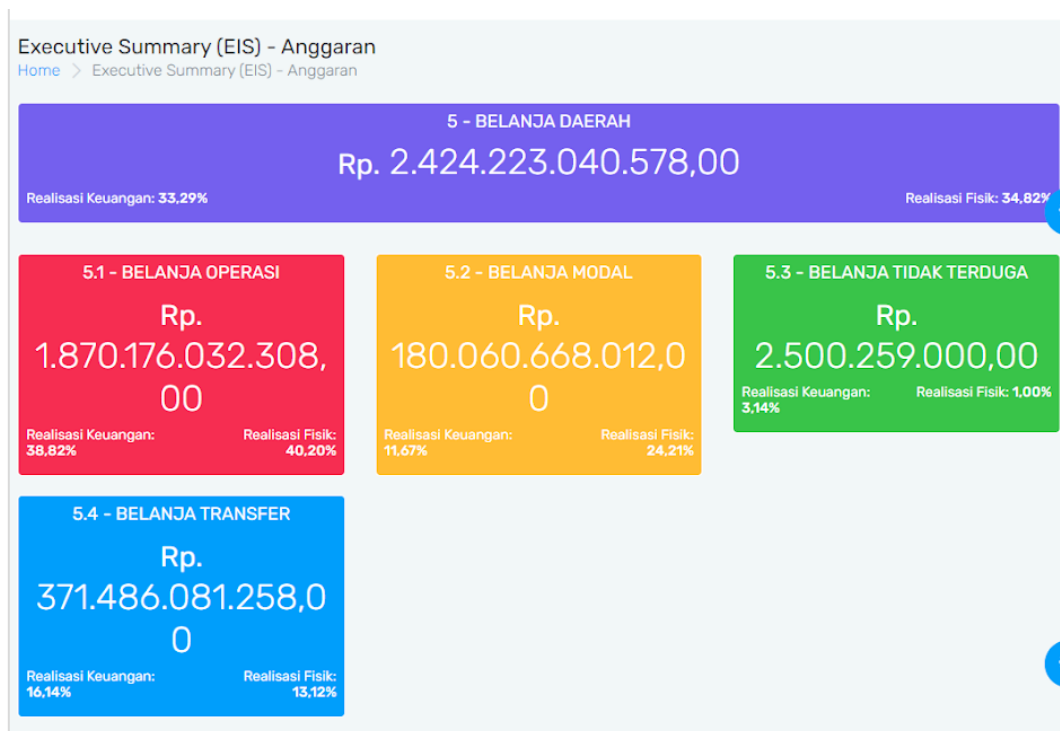 Executive Summary (EIS) - Anggaran
Home > Executive Summary (EIS) - Anggaran
5 - BELANJA DAERAH
Rp. 2.424.223.040.578,00
Realisasi Keuangan: 33,29%
Realisasi Fisik: 34,82%
5.1 - BELANJA OPERASI
Rp.
1.870.176.032.308,
00
Realisasi Keuangan:
38,82%
Realisasi Fisik:
40,20%
5.2 - BELANJA MODAL
Rp.
180.060.668.012,0
0
Realisasi Keuangan:
11,67%
Realisasi Fisik:
24,21%
5.3 - BELANJA TIDAK TERDUGA
Rp.
2.500.259.000,00
Realisasi Keuangan:
3,14%
Realisasi Fisik: 1,00%
5.4 - BELANJA TRANSFER
Rp.
371.486.081.258,0
0
Realisasi Keuangan:
16,14%
Realisasi Fisik:
13,12%